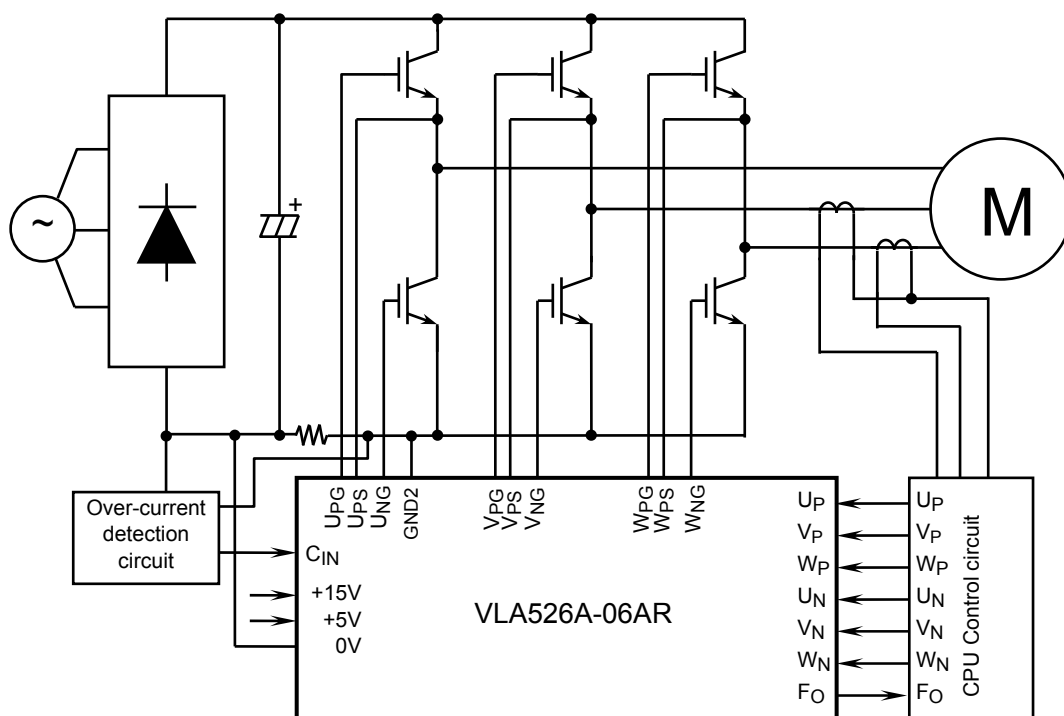 +
~
M
UPG
UPS
UNG
GND2
VPG
VPS
VNG
WPG
WPS
WNG
Over-current
detection
circuit
CIN
+15V
+5V
0V
VLA526A-06AR
UP
VP
WP
UN
VN
WN
FO
UP
VP
WP
UN
VN
WN
FO
CPU Control circuit